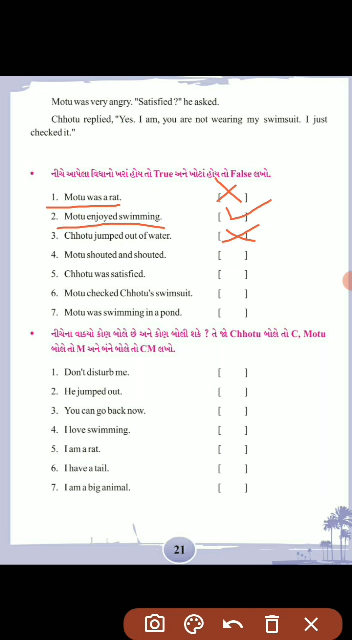 Motu was very angry. "Satisfied ?" he asked.
Chhotu replied, "Yes. I am, you are not wearing my swimsuit. I just
checked it."
• નીચે આપેલા વિધાનો ખરાં હોય તો True અને ખોટાં હોય તો False લખો.
1. Motu was a rat. [ ]
2. Motu enjoyed swimming. [ ]
3. Chhotu jumped out of water. [ ]
4. Motu shouted and shouted. [ ]
5. Chhotu was satisfied. [ ]
6. Motu checked Chhotu's swimsuit. [ ]
7. Motu was swimming in a pond. [ ]
• નીચેના વાક્યો કોણ બોલે છે અને કોણ બોલી શકે ? તે જો Chhotu બોલે તો C, Motu
બોલે તો M અને બંને બોલે તો CM લખો.
1. Don't disturb me. [ ]
2. He jumped out. [ ]
3. You can go back now. [ ]
4. I love swimming. [ ]
5. I am a rat. [ ]
6. I have a tail. [ ]
7. I am a big animal. [ ]
21